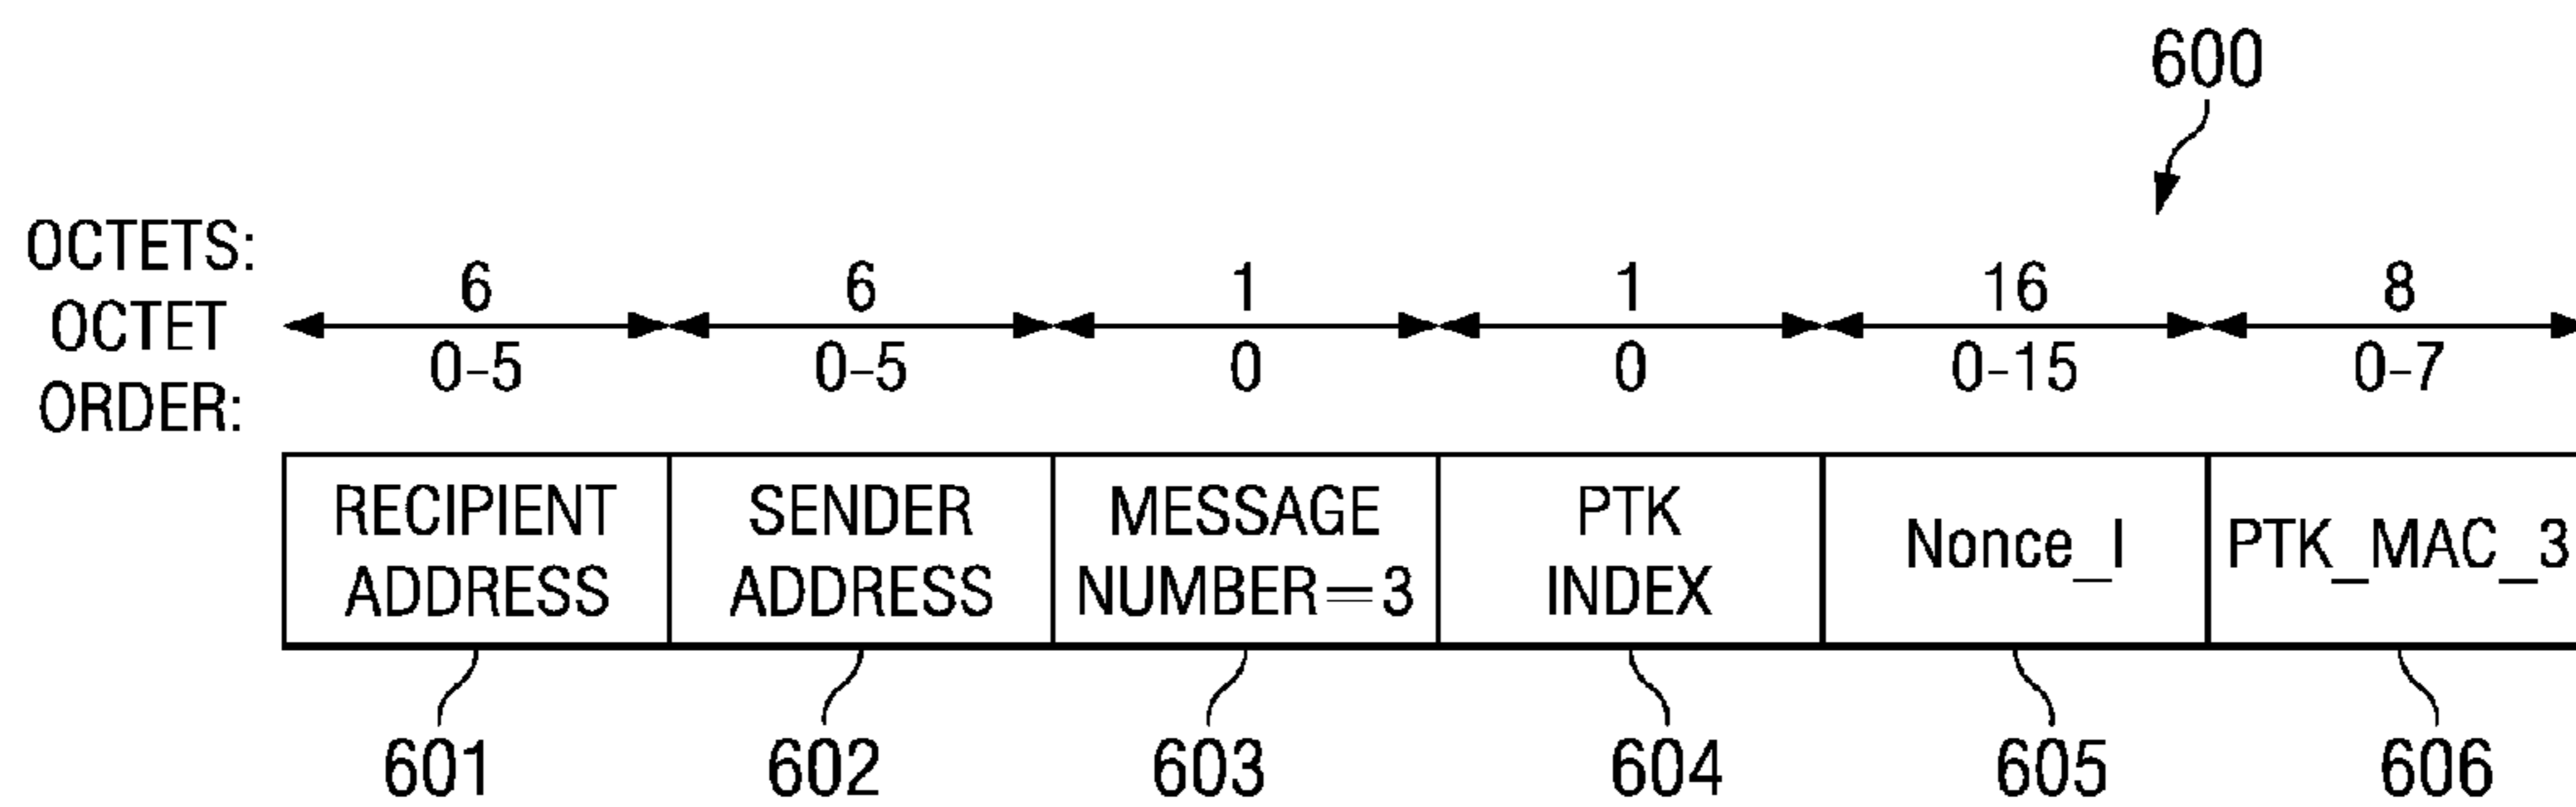 600
OCTETS:
OCTET
ORDER:
6 6 1 1 16 8
0-5 0-5 0 0 0-15 0-7
RECIPIENT
ADDRESS
SENDER
ADDRESS
MESSAGE
NUMBER=3
PTK
INDEX
Nonce_I
PTK_MAC_3
601 602 603 604 605 606